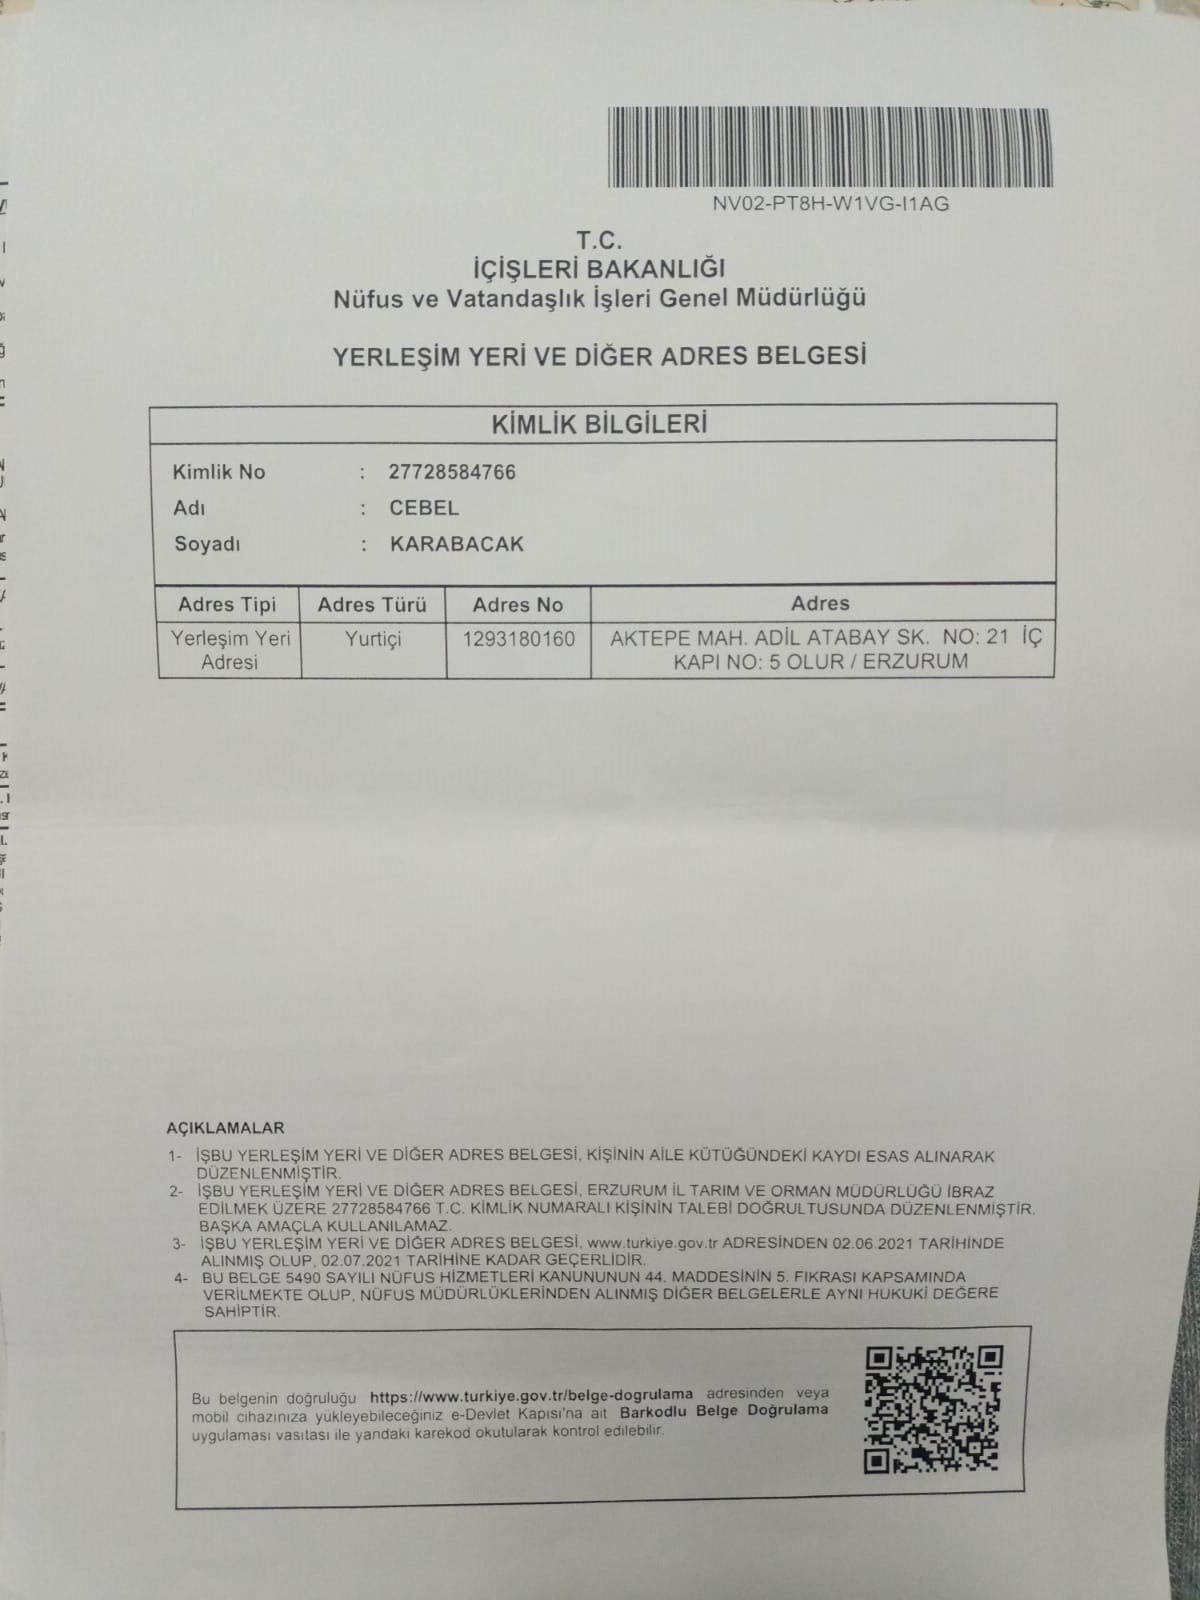 NV02-PT8H-W1VG-I1AG
T.C.
İÇİŞLERİ BAKANLIĞI
Nüfus ve Vatandaşlık İşleri Genel Müdürlüğü
YERLEŞİM YERİ VE DİĞER ADRES BELGESİ
KİMLİK BİLGİLERİ
Kimlik No : 27728584766
Adı : CEBEL
Soyadı : KARABACAK
Adres Tipi Adres Türü Adres No Adres
Yerleşim Yeri Yurtiçi 1293180160 AKTEPE MAH. ADİL ATABAY SK. NO: 21 İÇ
Adresi KAPI NO: 5 OLUR / ERZURUM
AÇIKLAMALAR
1- İŞBU YERLEŞİM YERİ VE DİĞER ADRES BELGESİ, KİŞİNİN AİLE KÜTÜĞÜNDEKİ KAYDI ESAS ALINARAK
DÜZENLENMİŞTİR.
2- İŞBU YERLEŞİM YERİ VE DİĞER ADRES BELGESİ, ERZURUM İL TARIM VE ORMAN MÜDÜRLÜĞÜ İBRAZ
EDİLMEK ÜZERE 27728584766 T.C. KİMLİK NUMARALI KİŞİNİN TALEBİ DOĞRULTUSUNDA DÜZENLENMİŞTİR.
BAŞKA AMAÇLA KULLANILAMAZ.
3- İŞBU YERLEŞİM YERİ VE DİĞER ADRES BELGESİ, www.turkiye.gov.tr ADRESİNDEN 02.06.2021 TARİHİNDE
ALINMIŞ OLUP, 02.07.2021 TARİHİNE KADAR GEÇERLİDİR.
4- BU BELGE 5490 SAYILI NÜFUS HİZMETLERİ KANUNUNUN 44. MADDESİNİN 5. FIKRASI KAPSAMINDA
VERİLMEKTE OLUP, NÜFUS MÜDÜRLÜKLERİNDEN ALINMIŞ DİĞER BELGELERLE AYNI HUKUKİ DEĞERE
SAHİPTİR.
Bu belgenin doğruluğu https://www.turkiye.gov.tr/belge-dogrulama adresinden veya
mobil cihazınıza yükleyebileceğiniz e-Devlet Kapısı'na ait Barkodlu Belge Doğrulama
uygulaması vasıtası ile yandaki karekod okutularak kontrol edilebilir.